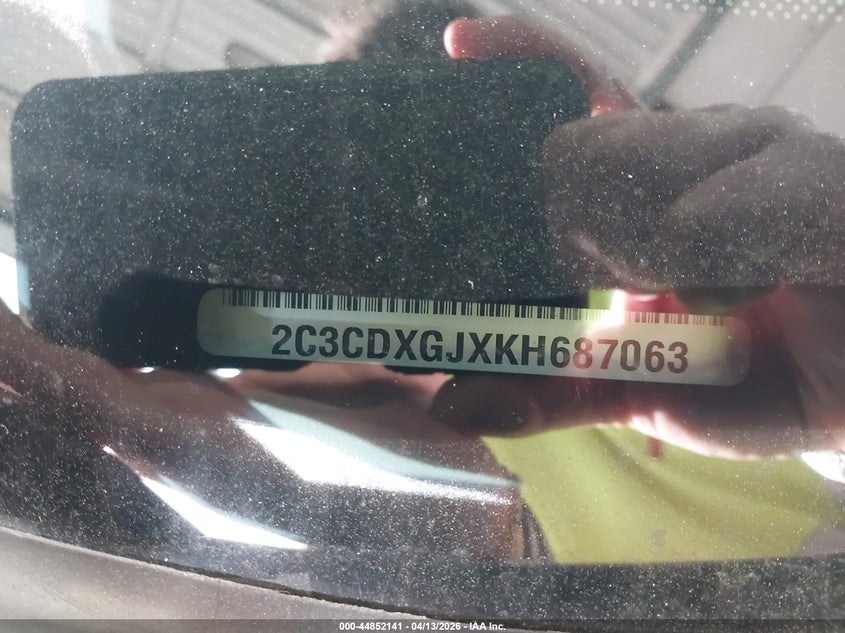 2C3CDXGJXKH687063
000-44852141 - 04/13/2026 - IAA Inc.